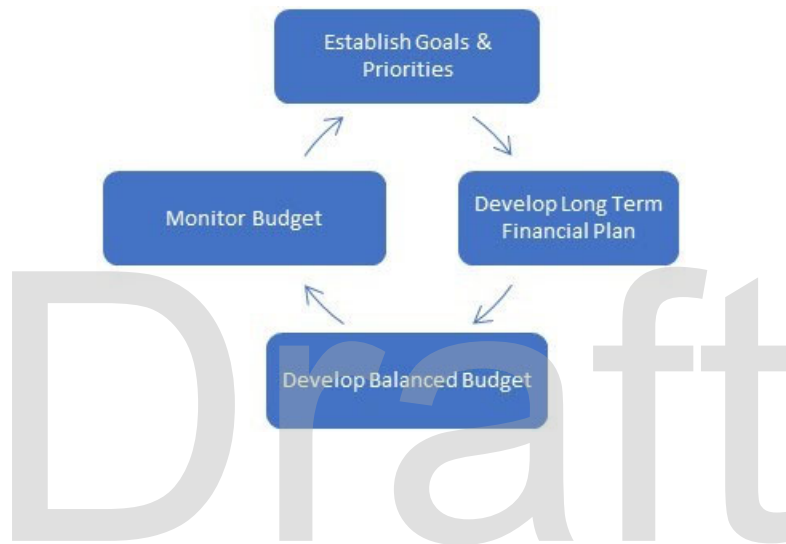 Establish Goals &
Priorities
Monitor Budget
Develop Long Term
Financial Plan
Develop Balanced Budget
Draft